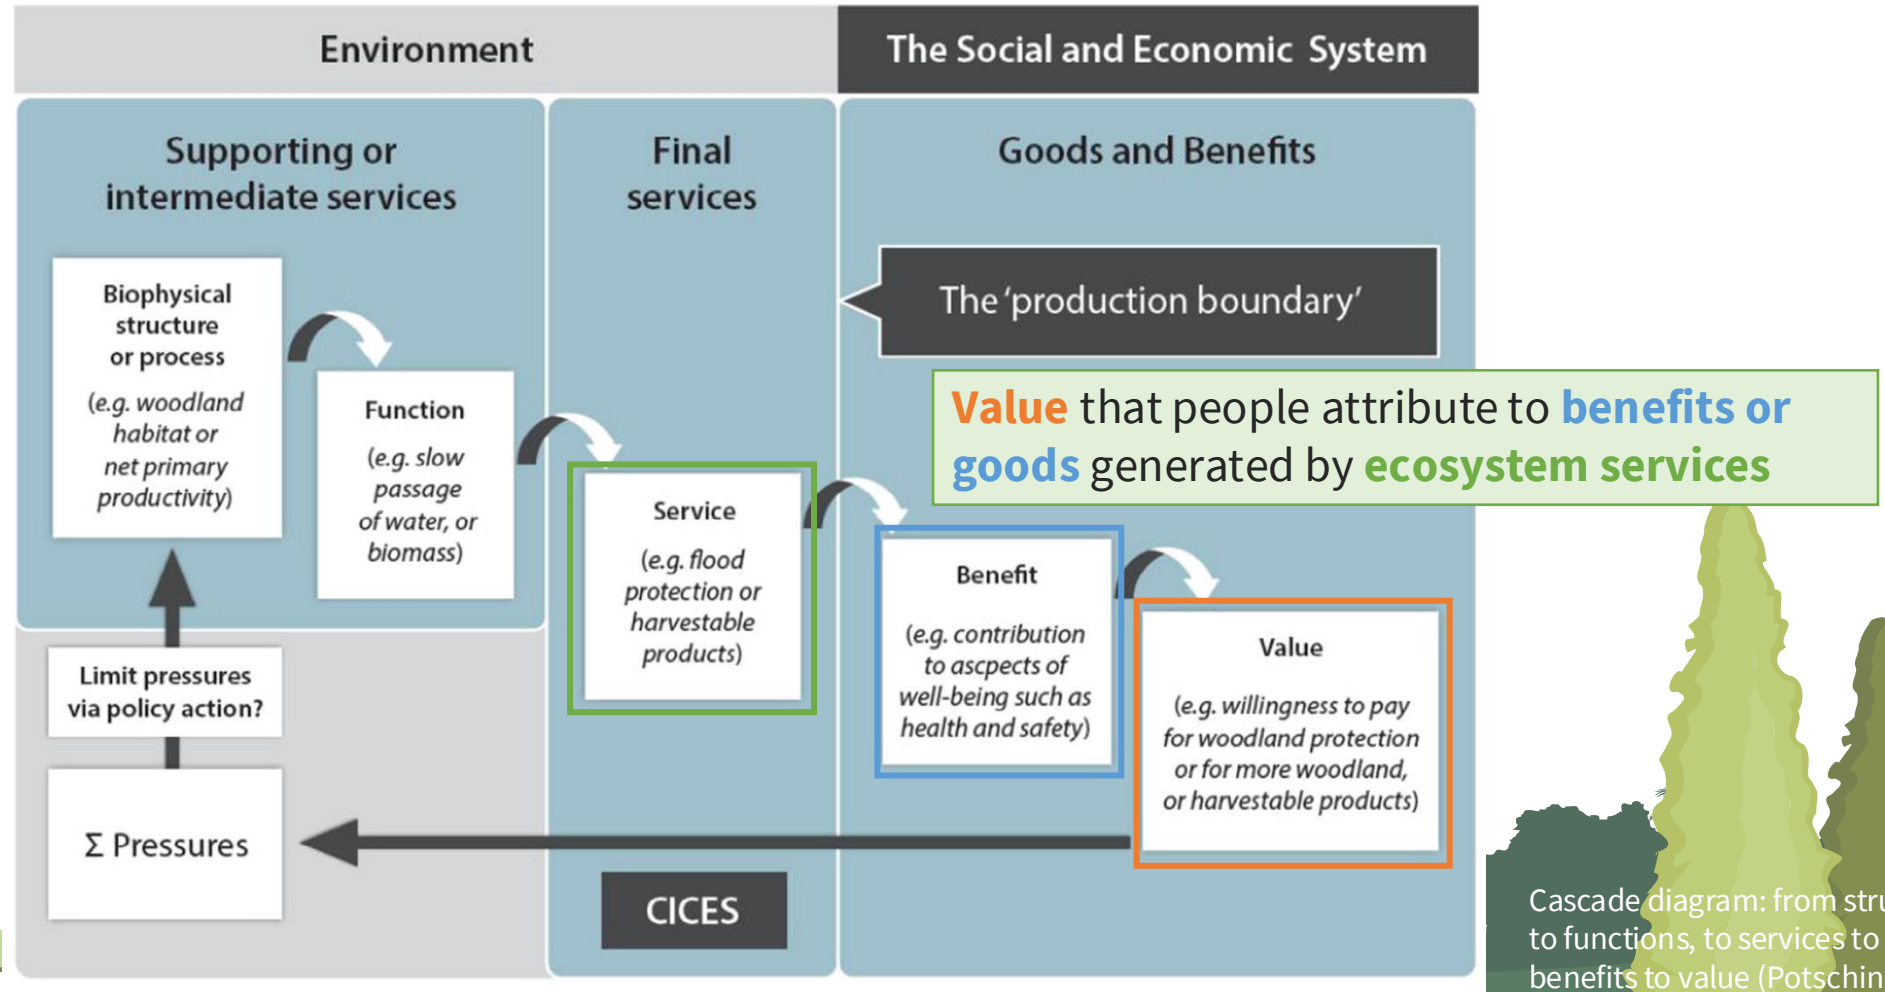 Environment
The Social and Economic System
Supporting or
intermediate services
Final
services
Goods and Benefits
Biophysical
structure
or process
(e.g. woodland
habitat or
net primary
productivity)
Function
(e.g. slow
passage
of water, or
biomass)
Service
(e.g. flood
protection or
harvestable
products)
The ‘production boundary’
Value that people attribute to benefits or
goods generated by ecosystem services
Benefit
(e.g. contribution
to ascpects of
well-being such as
health and safety)
Value
(e.g. willingness to pay
for woodland protection
or for more woodland,
or harvestable products)
Limit pressures
via policy action?
Σ Pressures
CICES
Cascade diagram: from
to functions, to services to
benefits to value (Potschin